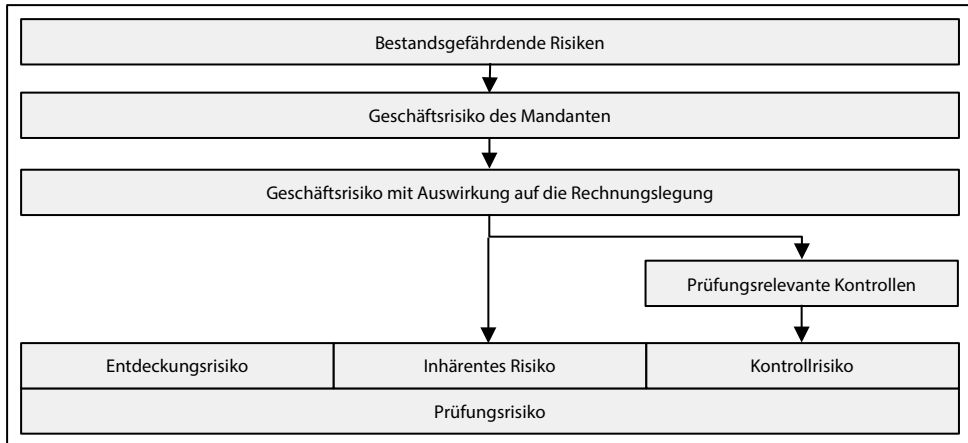 Bestandsgefährdende Risiken
Geschäftsrisiko des Mandanten
Geschäftsrisiko mit Auswirkung auf die Rechnungslegung
Prüfungsrelevante Kontrollen
Entdeckungsrisiko
Inhärentes Risiko
Kontrollrisiko
Prüfungsrisiko